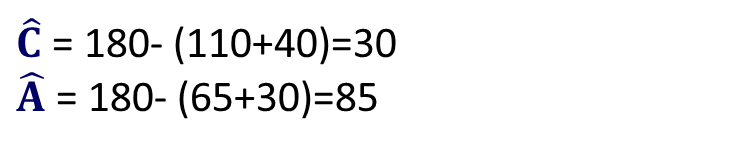 Ĉ = 180- (110+40)=30
Â = 180- (65+30)=85